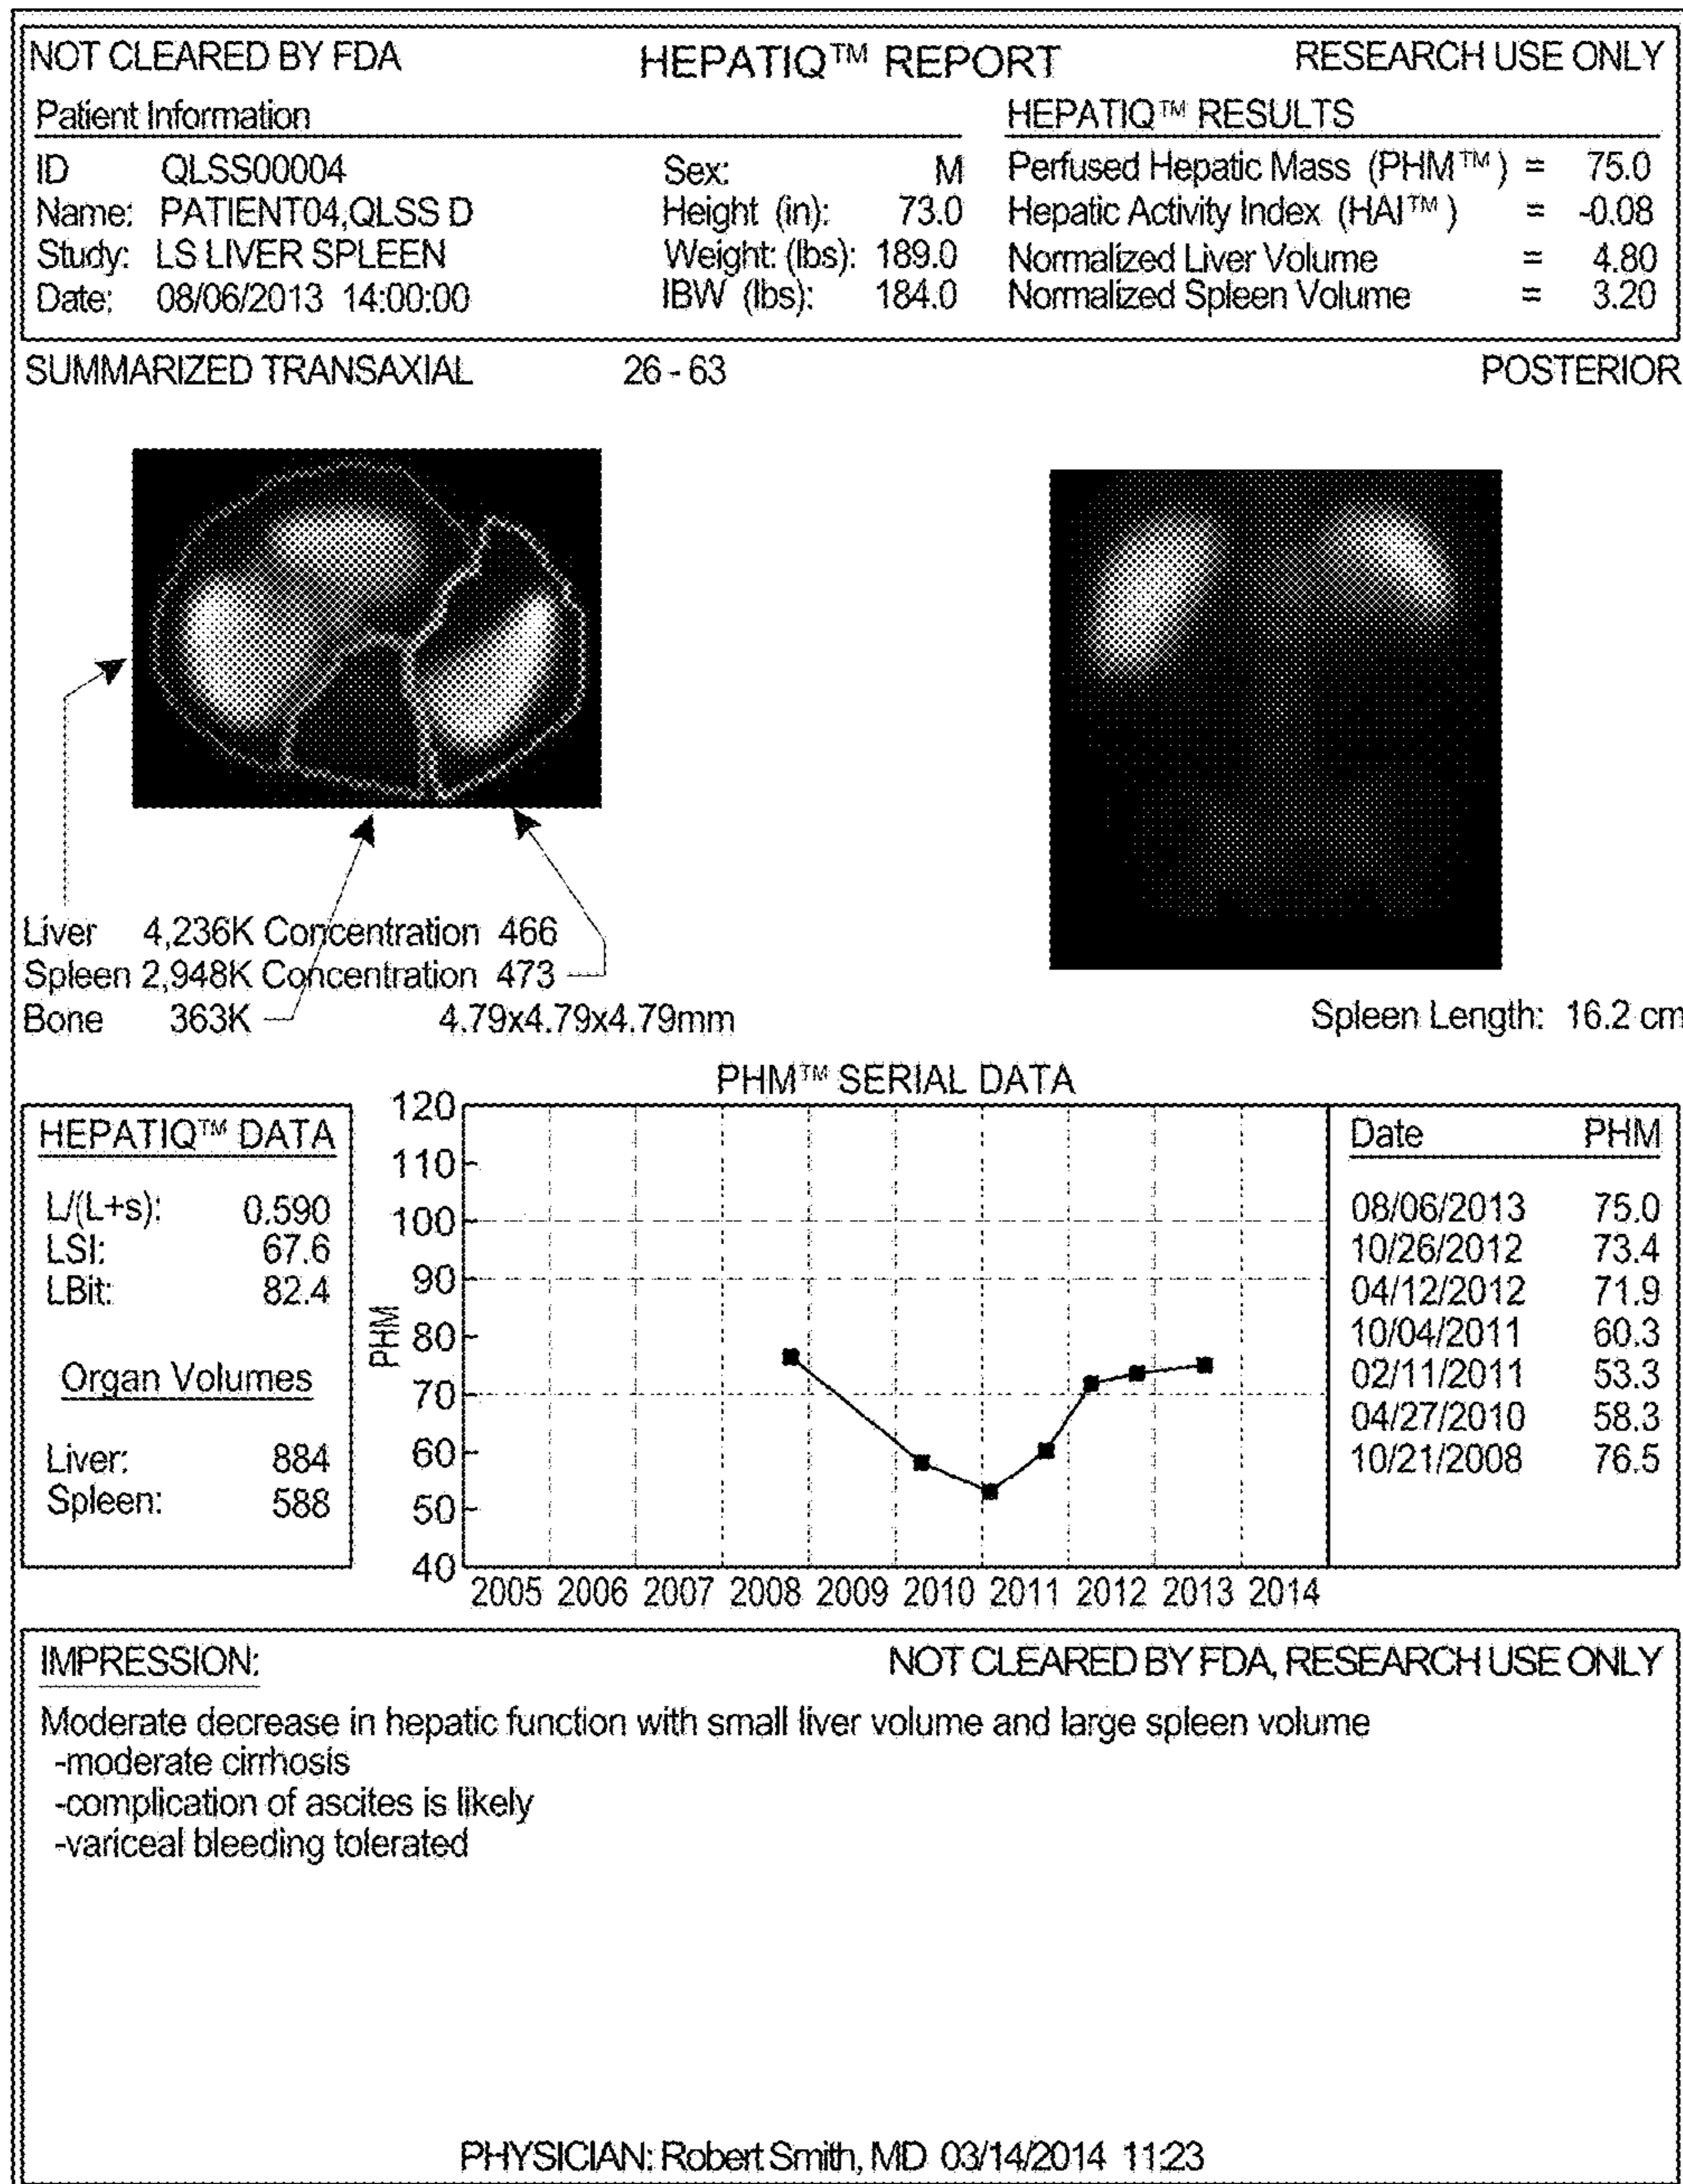 NOT CLEARED BY FDA HEPATIQ™ REPORT RESEARCH USE ONLY
Patient Information HEPATIQ™ RESULTS
ID QLSS00004 Sex: M Perfused Hepatic Mass (PHM™) = 75.0
Name: PATIENT04,QLSS D Height (in): 73.0 Hepatic Activity Index (HAI™) = -0.08
Study: LS LIVER SPLEEN Weight: (lbs): 189.0 Normalized Liver Volume = 4.80
Date: 08/06/2013 14:00:00 IBW (lbs): 184.0 Normalized Spleen Volume = 3.20
SUMMARIZED TRANSAXIAL 26 - 63 POSTERIOR
Liver 4,236K Concentration 466
Spleen 2,948K Concentration 473
Bone 363K 4.79x4.79x4.79mm Spleen Length: 16.2 cm
PHM™ SERIAL DATA
HEPATIQ™ DATA
L/(L+s): 0.590
LSI: 67.6
LBit: 82.4
Organ Volumes
Liver: 884
Spleen: 588
PHM
120
110
100
90
80
70
60
50
40
2005 2006 2007 2008 2009 2010 2011 2012 2013 2014
Date PHM
08/06/2013 75.0
10/26/2012 73.4
04/12/2012 71.9
10/04/2011 60.3
02/11/2011 53.3
04/27/2010 58.3
10/21/2008 76.5
IMPRESSION: NOT CLEARED BY FDA, RESEARCH USE ONLY
Moderate decrease in hepatic function with small liver volume and large spleen volume
-moderate cirrhosis
-complication of ascites is likely
-variceal bleeding tolerated
PHYSICIAN: Robert Smith, MD 03/14/2014 11:23